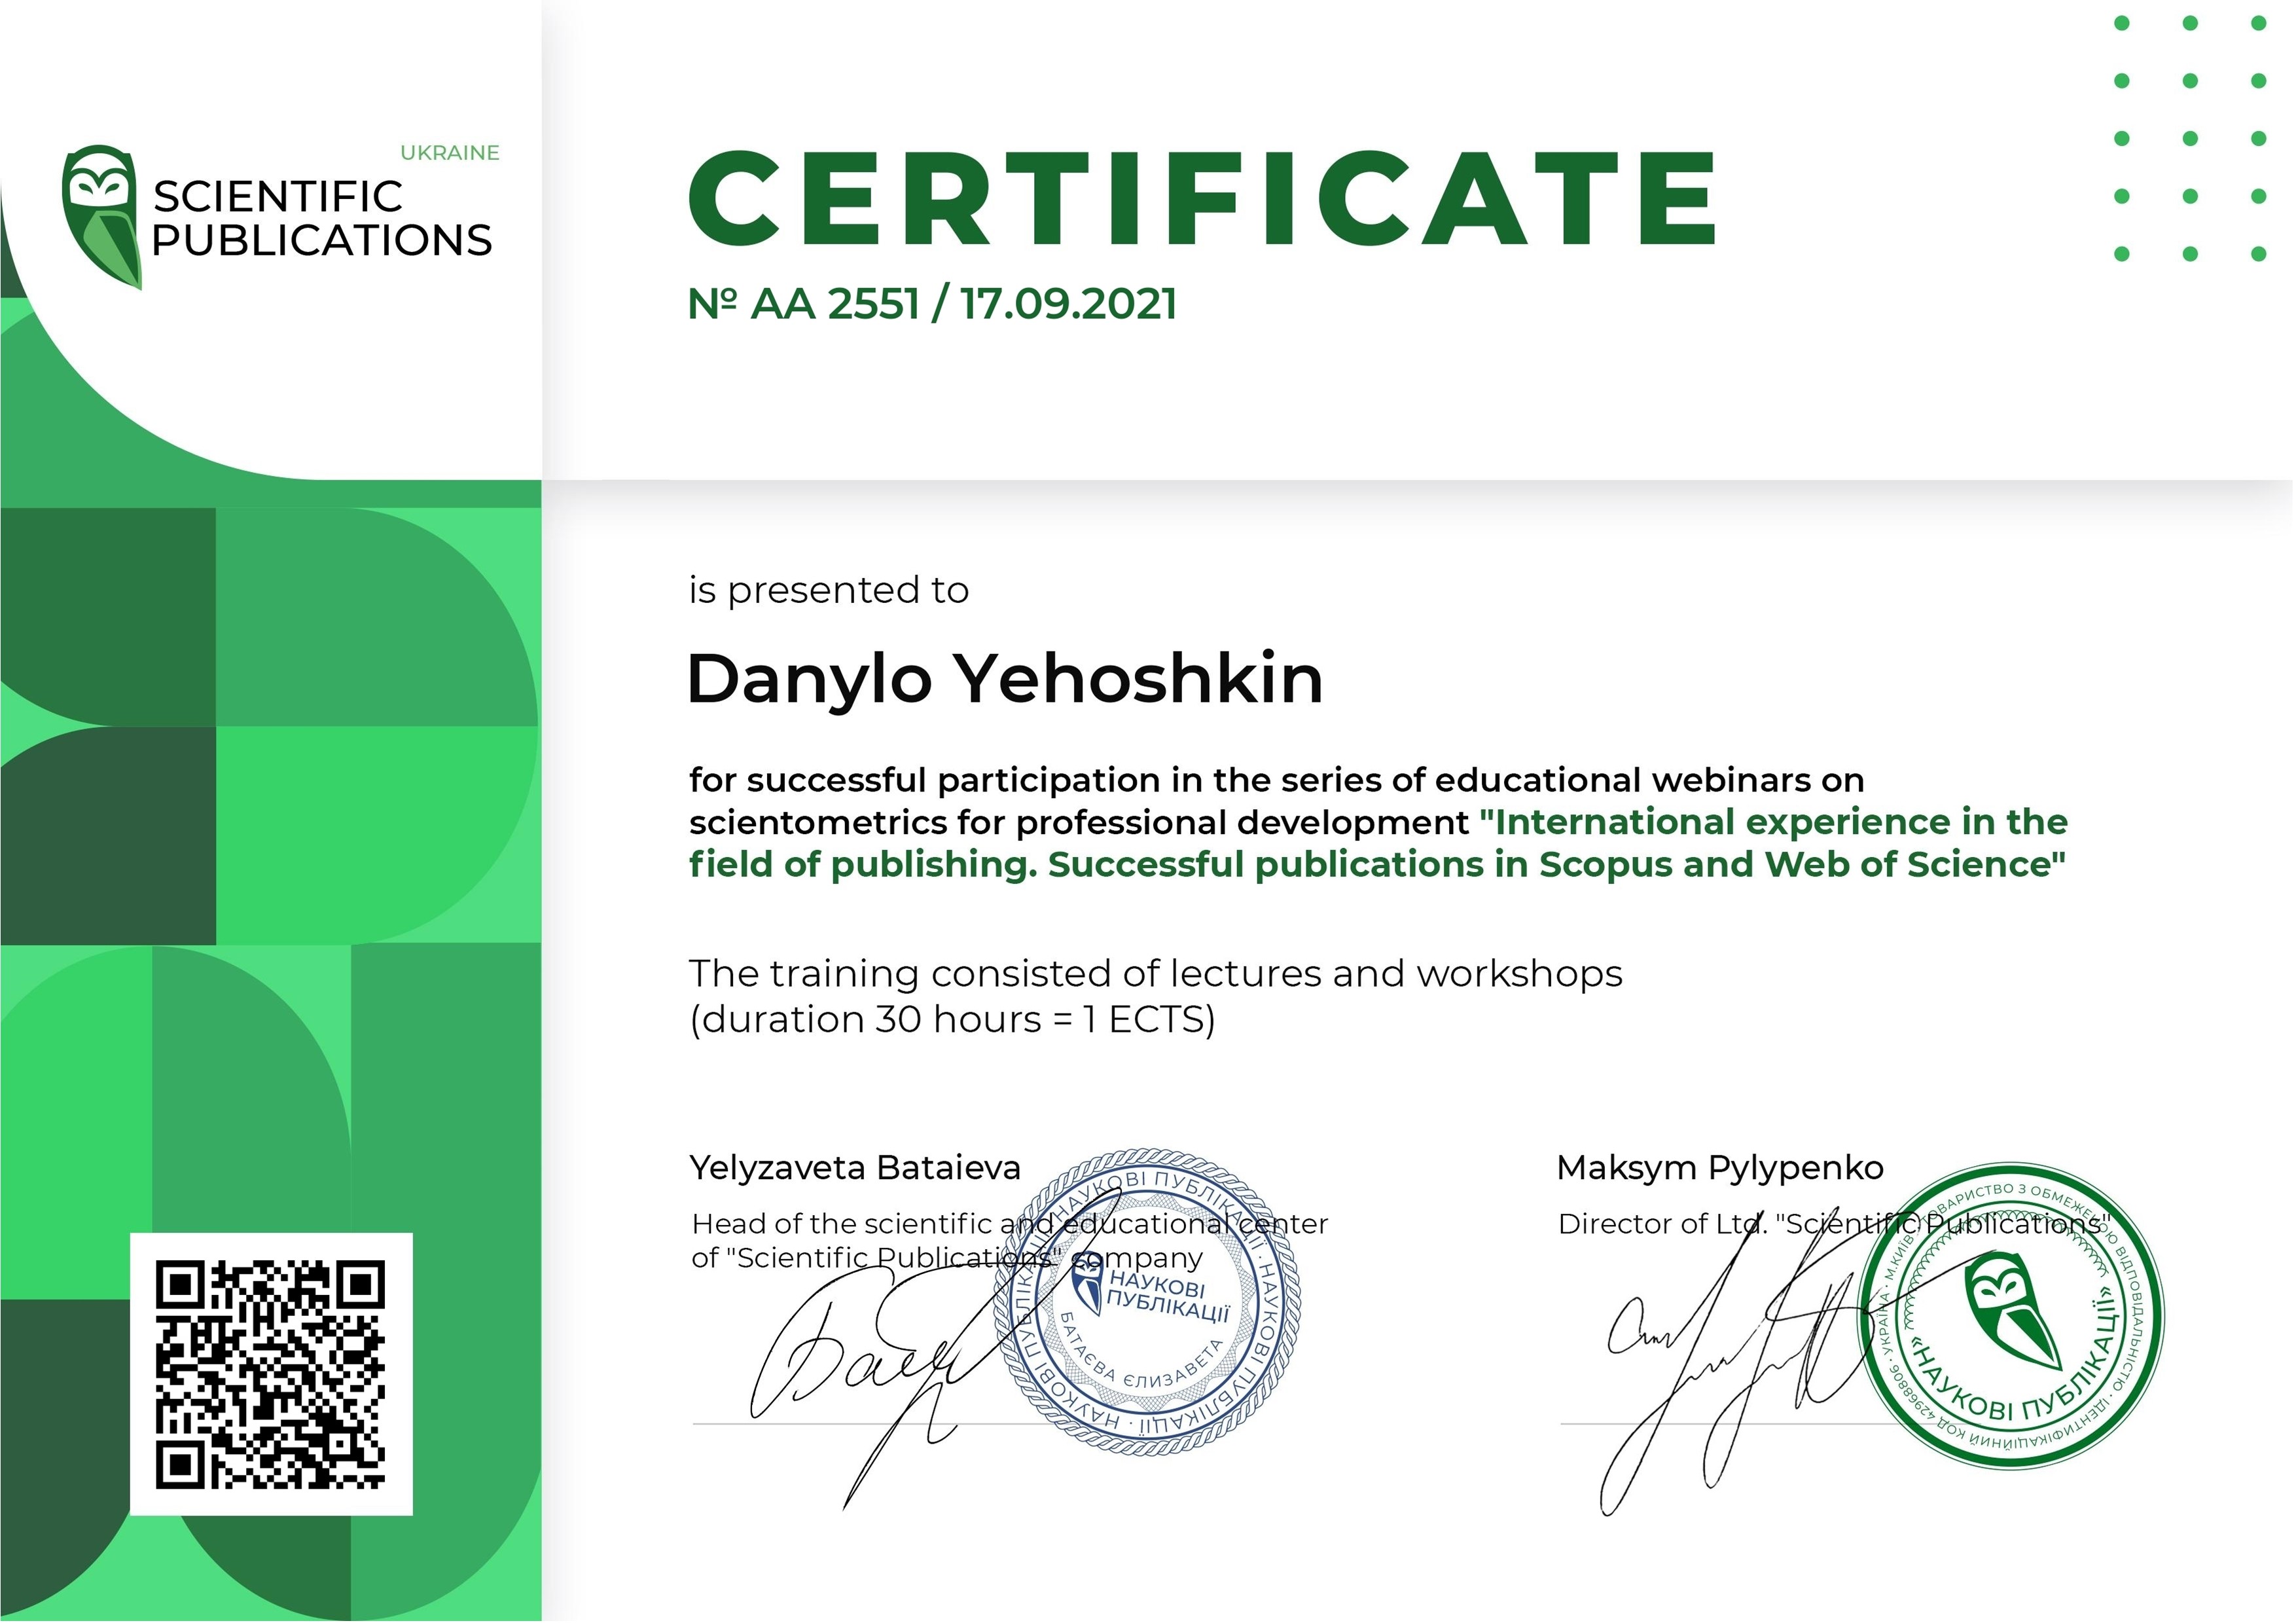 UKRAINE
SCIENTIFIC
PUBLICATIONS
CERTIFICATE
№ AA 2551 / 17.09.2021
is presented to
Danylo Yehoshkin
for successful participation in the series of educational webinars on
scientometrics for professional development "International experience in the
field of publishing. Successful publications in Scopus and Web of Science"
The training consisted of lectures and workshops
(duration 30 hours = 1 ECTS)
Yelyzaveta Bataieva
Head of the scientific and educational center
of "Scientific Publications" company
НАУКОВІ ПУБЛІКАЦІЇ · НАУКОВІ ПУБЛІКАЦІЇ · НАУКОВІ ПУБЛІКАЦІЇ
НАУКОВІ
ПУБЛІКАЦІЇ
БАТАЄВА ЄЛИЗАВЕТА
Maksym Pylypenko
Director of Ltd. "Scientific Publications"
УКРАЇНА · М.КИЇВ · ТОВАРИСТВО З ОБМЕЖЕНОЮ ВІДПОВІДАЛЬНІСТЮ · ІДЕНТИФІКАЦІЙНИЙ КОД 42968806 ·
«НАУКОВІ ПУБЛІКАЦІЇ»